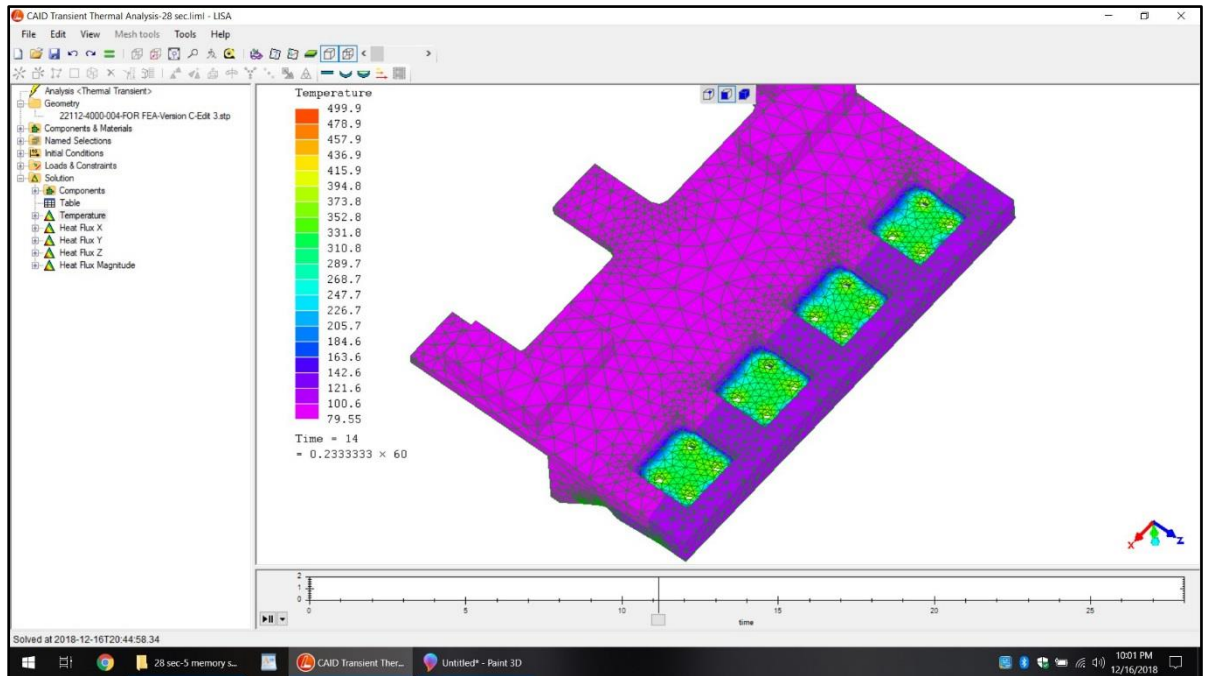 CAID Transient Thermal Analysis-28 sec.liml - LISA
File Edit View Mesh tools Tools Help
Analysis <Thermal Transient>
Geometry
22112-4000-004-FOR FEA-Version C-Edit 3.stp
Components & Materials
Named Selections
Initial Conditions
Loads & Constraints
Solution
Components
Table
Temperature
Heat Flux X
Heat Flux Y
Heat Flux Z
Heat Flux Magnitude
Temperature
499.9
478.9
457.9
436.9
415.9
394.8
373.8
352.8
331.8
310.8
289.7
268.7
247.7
226.7
205.7
184.6
163.6
142.6
121.6
100.6
79.55
Time = 14
= 0.2333333 × 60
X
Z
2
1
0
0 5 10 15 20 25
time
Solved at 2018-12-16T20:44:58.34
28 sec-5 memory s...
CAID Transient Ther...
Untitled* - Paint 3D
10:01 PM
12/16/2018